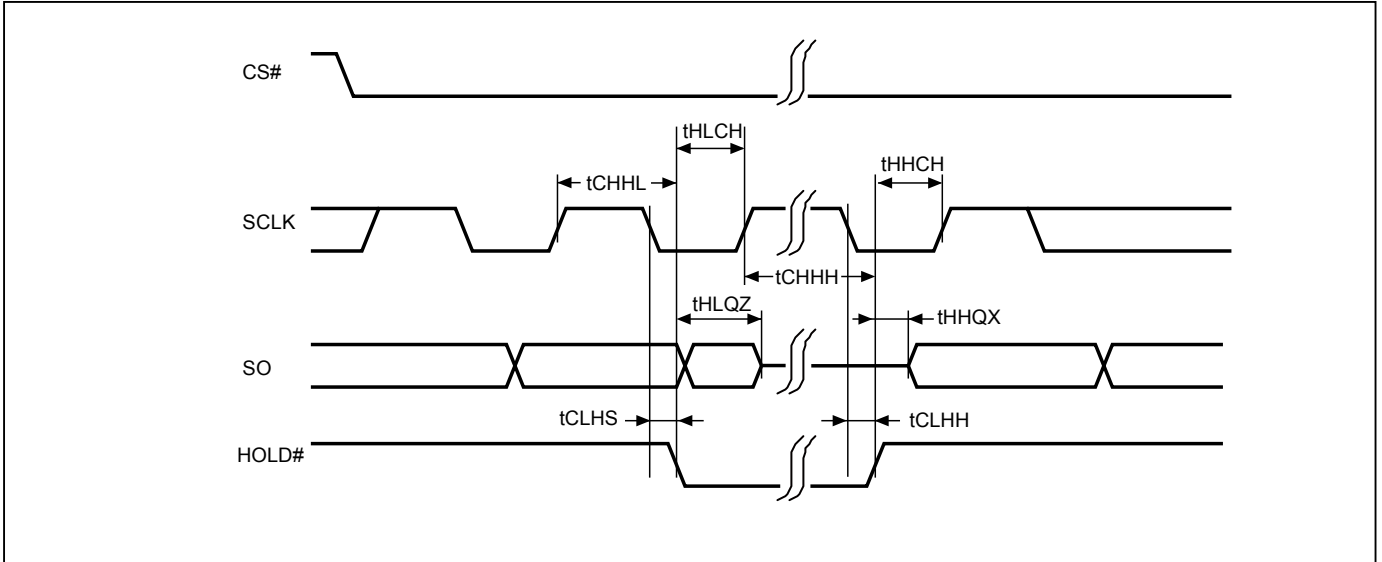 CS#
tHLCH
tHHCH
tCHHL
SCLK
tCHHH
tHLQZ
tHHQX
SO
tCLHS
tCLHH
HOLD#